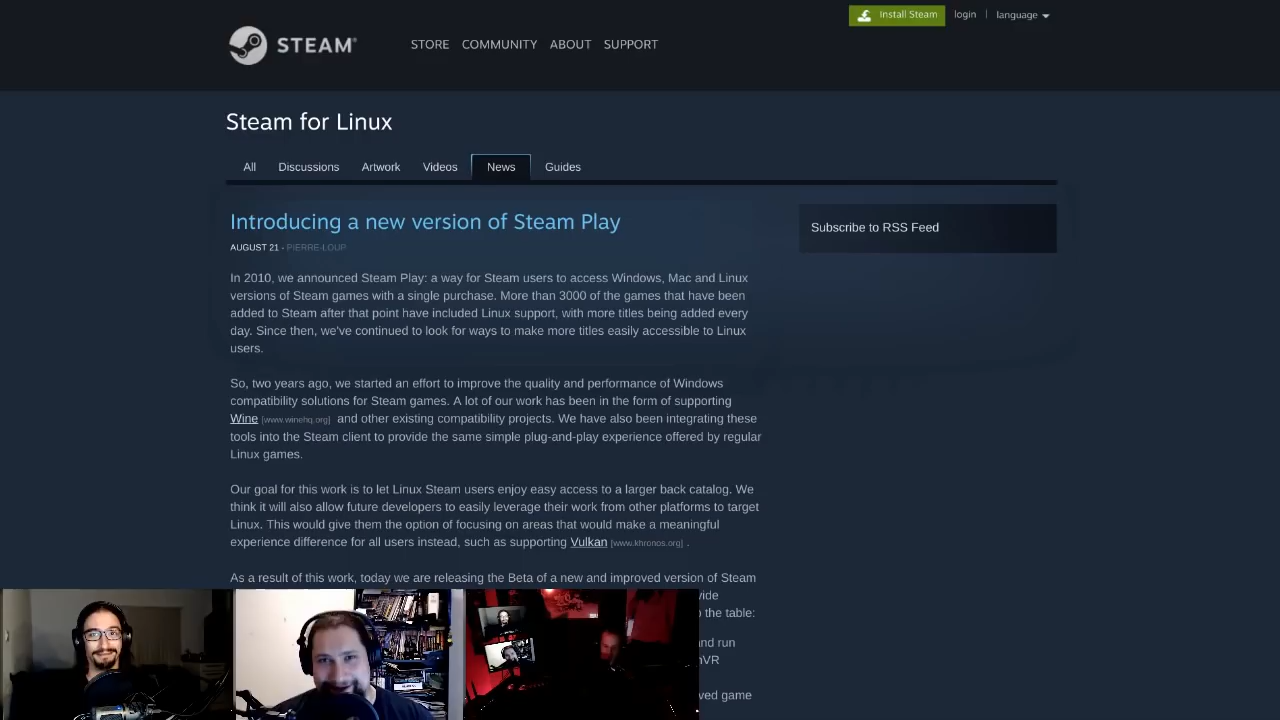 Install Steam
login
language
STEAM®
STORE
COMMUNITY
ABOUT
SUPPORT
Steam for Linux
All
Discussions
Artwork
Videos
News
Guides
Introducing a new version of Steam Play
AUGUST 21 - PIERRE-LOUP
Subscribe to RSS Feed
In 2010, we announced Steam Play: a way for Steam users to access Windows, Mac and Linux
versions of Steam games with a single purchase. More than 3000 of the games that have been
added to Steam after that point have included Linux support, with more titles being added every
day. Since then, we've continued to look for ways to make more titles easily accessible to Linux
users.
So, two years ago, we started an effort to improve the quality and performance of Windows
compatibility solutions for Steam games. A lot of our work has been in the form of supporting
Wine [www.winehq.org] and other existing compatibility projects. We have also been integrating these
tools into the Steam client to provide the same simple plug-and-play experience offered by regular
Linux games.
Our goal for this work is to let Linux Steam users enjoy easy access to a larger back catalog. We
think it will also allow future developers to easily leverage their work from other platforms to target
Linux. This would give them the option of focusing on areas that would make a meaningful
experience difference for all users instead, such as supporting Vulkan [www.khronos.org] .
As a result of this work, today we are releasing the Beta of a new and improved version of Steam
vide
the table:
and run
nVR
ved game